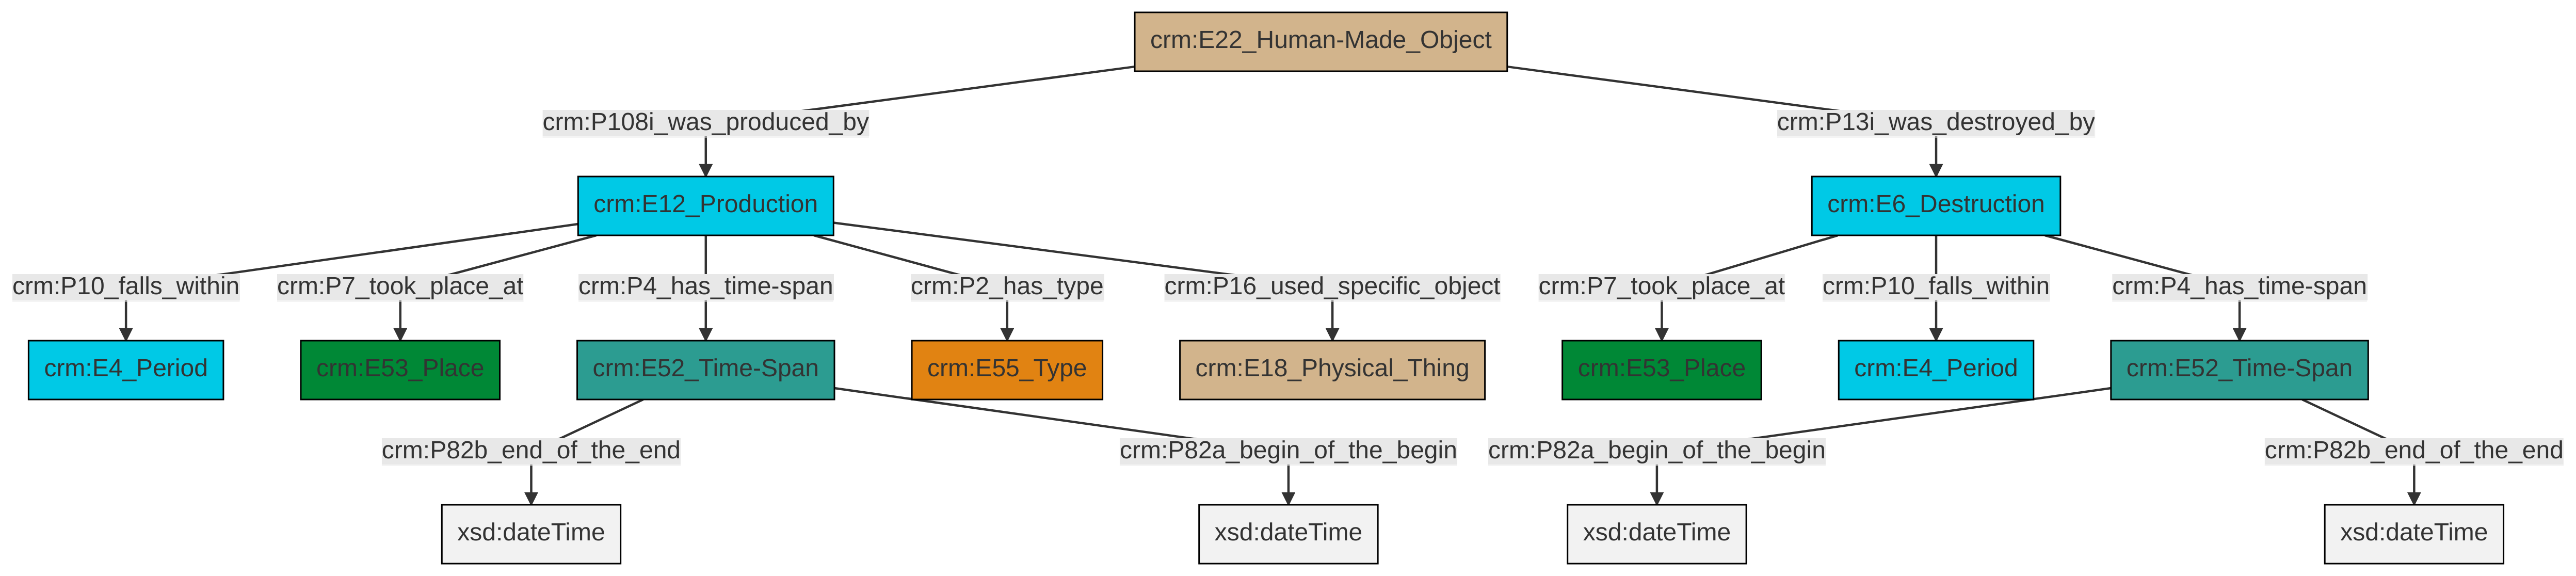 crm:E22_Human-Made_Object
crm:P108i_was_produced_by
crm:P13i_was_destroyed_by
crm:E12_Production
crm:E6_Destruction
crm:P10_falls_within
crm:P7_took_place_at
crm:P4_has_time-span
crm:P2_has_type
crm:P16_used_specific_object
crm:P7_took_place_at
crm:P10_falls_within
crm:P4_has_time-span
crm:E4_Period
crm:E53_Place
crm:E52_Time-Span
crm:E55_Type
crm:E18_Physical_Thing
crm:E53_Place
crm:E4_Period
crm:E52_Time-Span
crm:P82b_end_of_the_end
crm:P82a_begin_of_the_begin
crm:P82a_begin_of_the_begin
crm:P82b_end_of_the_end
xsd:dateTime
xsd:dateTime
xsd:dateTime
xsd:dateTime